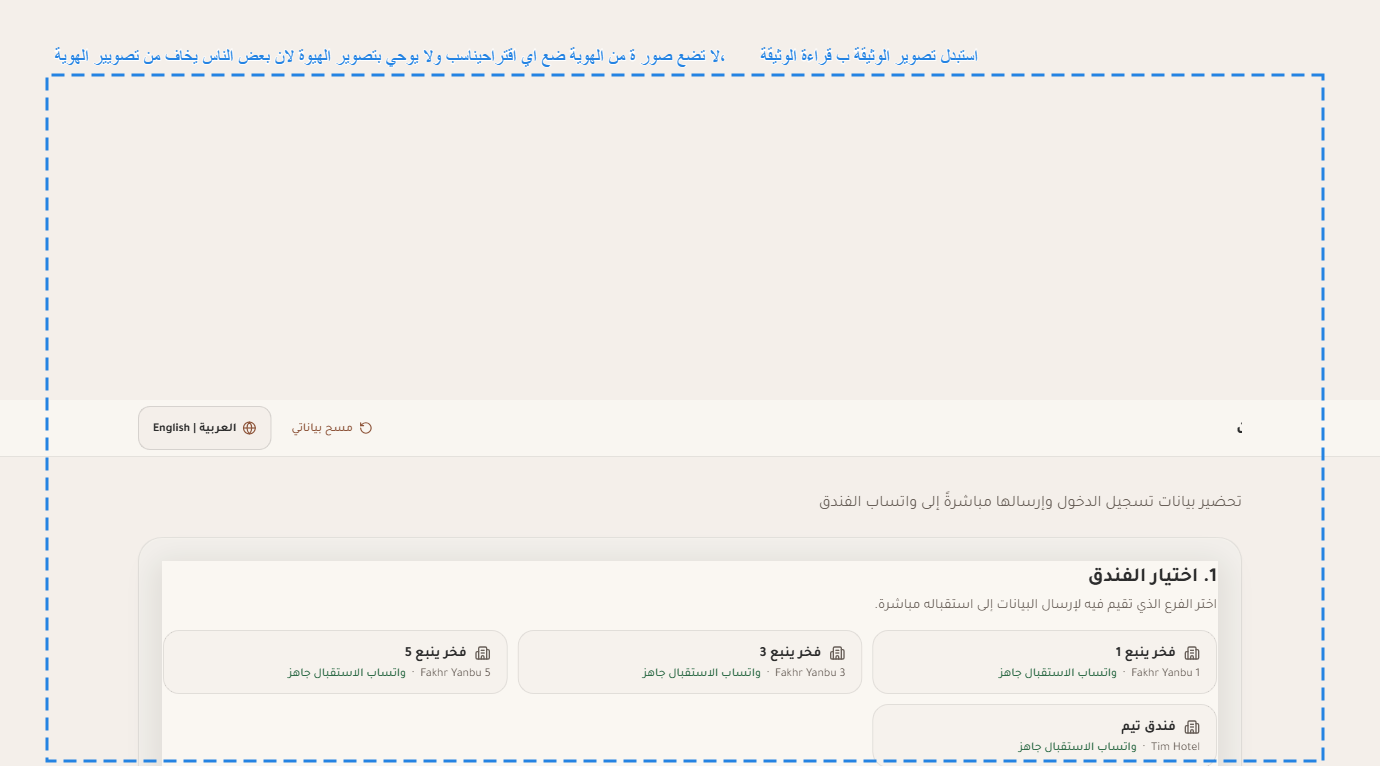 استبدل تصوير الوثيقة ب قراءة الوثيقة ،لا تضع صور ة من الهوية ضع اي اقتراحيناسب ولا يوحي بتصوير الهيوة لان بعض الناس يخاف من تصويير الهوية
مسح بياناتي العربية | English
تحضير بيانات تسجيل الدخول وإرسالها مباشرةً إلى واتساب الفندق
1. اختيار الفندق
اختر الفرع الذي تقيم فيه لإرسال البيانات إلى استقباله مباشرة.
فخر ينبع 1
Fakhr Yanbu 1 · واتساب الاستقبال جاهز
فخر ينبع 3
Fakhr Yanbu 3 · واتساب الاستقبال جاهز
فخر ينبع 5
Fakhr Yanbu 5 · واتساب الاستقبال جاهز
فندق تيم
Tim Hotel · واتساب الاستقبال جاهز